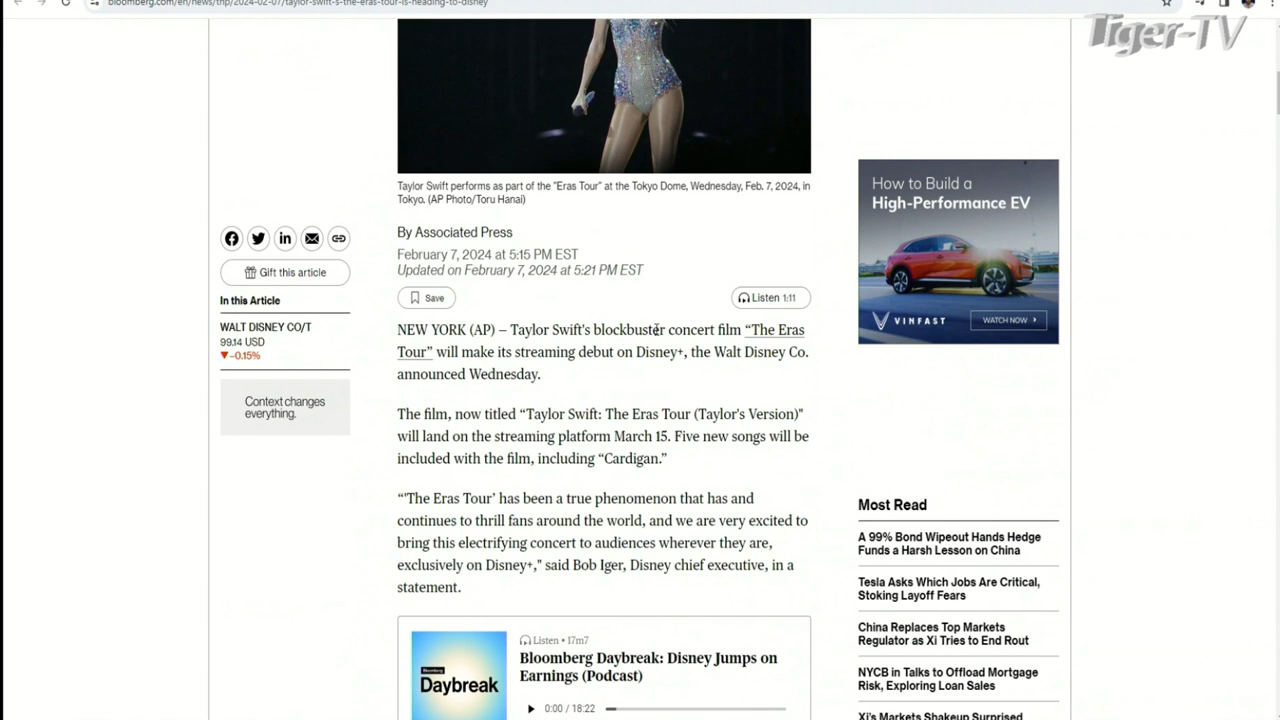 bloomberg.com/en/news/thp/2024-02-07/taylor-swift-s-the-eras-tour-is-heading-to-disney
Tiger-TV
Taylor Swift performs as part of the "Eras Tour" at the Tokyo Dome, Wednesday, Feb. 7, 2024, in
Tokyo. (AP Photo/Toru Hanai)
By Associated Press
February 7, 2024 at 5:15 PM EST
Updated on February 7, 2024 at 5:21 PM EST
Save
Listen 1:11
Gift this article
In this Article
WALT DISNEY CO/T
99.14 USD
▼-0.15%
Context changes
everything.
NEW YORK (AP) – Taylor Swift's blockbuster concert film “The Eras
Tour” will make its streaming debut on Disney+, the Walt Disney Co.
announced Wednesday.
The film, now titled “Taylor Swift: The Eras Tour (Taylor's Version)"
will land on the streaming platform March 15. Five new songs will be
included with the film, including “Cardigan.”
“'The Eras Tour’ has been a true phenomenon that has and
continues to thrill fans around the world, and we are very excited to
bring this electrifying concert to audiences wherever they are,
exclusively on Disney+," said Bob Iger, Disney chief executive, in a
statement.
Listen • 17m7
Bloomberg Daybreak: Disney Jumps on
Earnings (Podcast)
Bloomberg
Daybreak
0:00 / 18:22
How to Build a
High-Performance EV
VINFAST
WATCH NOW
Most Read
A 99% Bond Wipeout Hands Hedge
Funds a Harsh Lesson on China
Tesla Asks Which Jobs Are Critical,
Stoking Layoff Fears
China Replaces Top Markets
Regulator as Xi Tries to End Rout
NYCB in Talks to Offload Mortgage
Risk, Exploring Loan Sales
Xi's Markets Shakeup Surprised